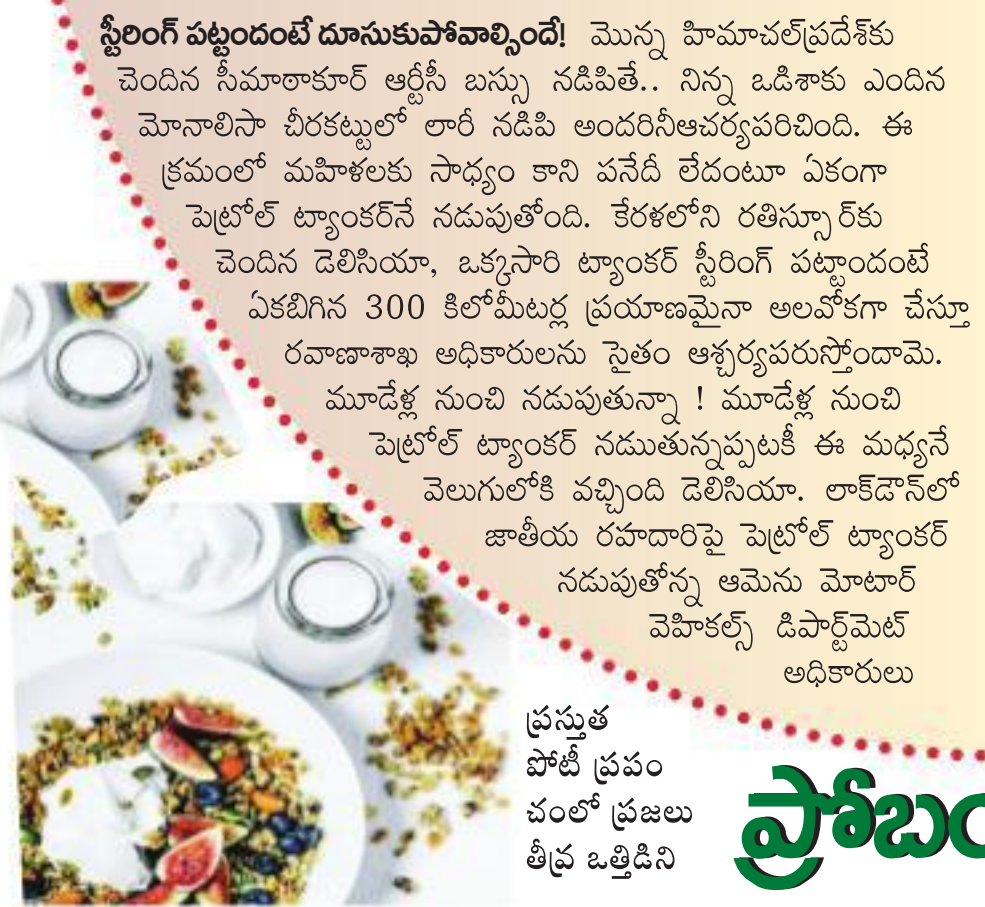 స్టీరింగ్ పట్టందంటే దూసుకుపోవాల్సిందే! మొన్న హిమాచల్‌ప్రదేశ్‌కు
చెందిన సీమాఠాకూర్ ఆర్టీసీ బస్సు నడిపితే.. నిన్న ఒడిశాకు ఎందిన
మోనాలిసా చీరకట్టులో లారీ నడిపి అందరినీఆచర్యపరిచింది. ఈ
క్రమంలో మహిళలకు సాధ్యం కాని పనేదీ లేదంటూ ఏకంగా
పెట్రోల్ ట్యాంకర్‌నే నడుపుతోంది. కేరళలోని రతిస్సూర్‌కు
చెందిన డెలిసియా, ఒక్కసారి ట్యాంకర్ స్టీరింగ్ పట్టాందంటే
ఏకబిగిన 300 కిలోమీటర్ల ప్రయాణమైనా అలవోకగా చేస్తూ
రవాణాశాఖ అధికారులను సైతం ఆశ్చర్యపరుస్తోందామె.
మూడేళ్ల నుంచి నడుపుతున్నా ! మూడేళ్ల నుంచి
పెట్రోల్ ట్యాంకర్ నడుుతున్నప్పటకీ ఈ మధ్యనే
వెలుగులోకి వచ్చింది డెలిసియా. లాక్‌డౌన్‌లో
జాతీయ రహదారిపై పెట్రోల్ ట్యాంకర్
నడుపుతోన్న ఆమెను మోటార్
వెహికల్స్ డిపార్ట్‌మెట్
అధికారులు
ప్రస్తుత
పోటీ ప్రపం
చంలో ప్రజలు
తీవ్ర ఒత్తిడిని
ప్రోబం